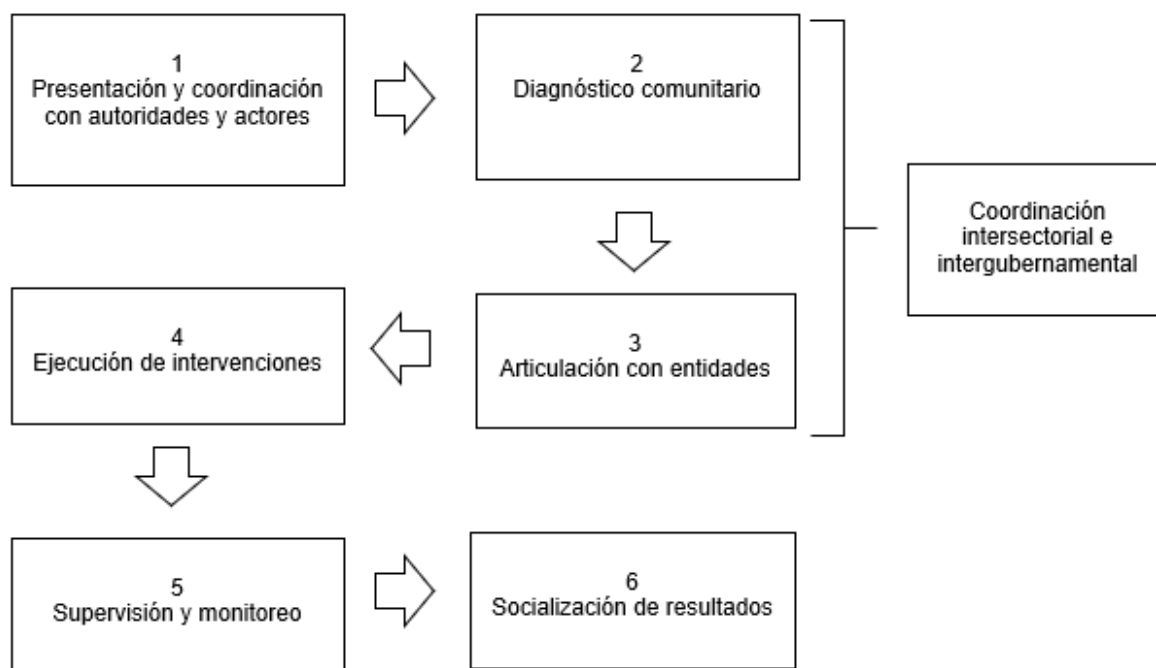 1
Presentación y coordinación
con autoridades y actores
2
Diagnóstico comunitario
Coordinación
intersectorial e
intergubernamental
3
Articulación con entidades
4
Ejecución de intervenciones
5
Supervisión y monitoreo
6
Socialización de resultados